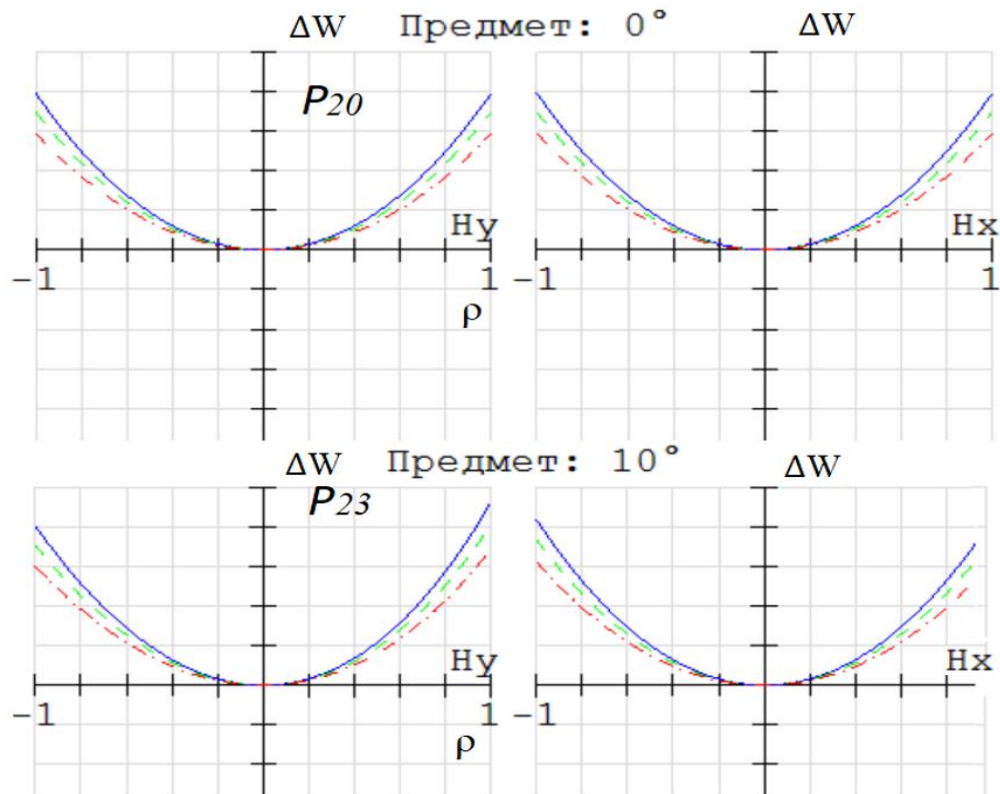 ΔW Предмет: 0° ΔW
P20
Hy Hx
-1 1 -1 1
ρ
ΔW Предмет: 10° ΔW
P23
Hy Hx
-1 1 -1
ρ